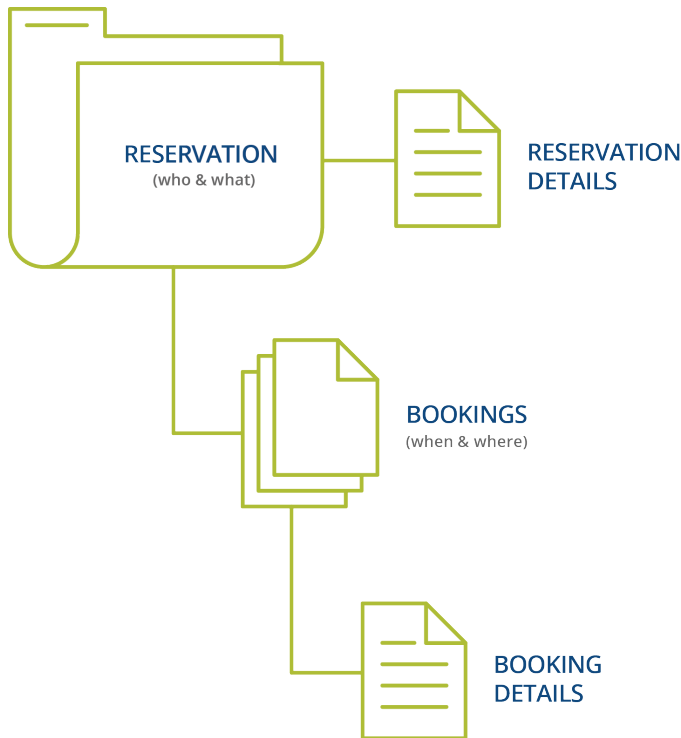 RESERVATION
(who & what)
RESERVATION
DETAILS
BOOKINGS
(when & where)
BOOKING
DETAILS